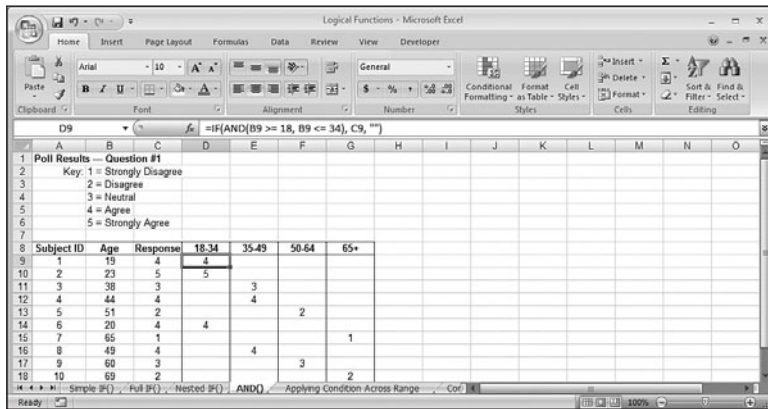 Logical Functions - Microsoft Excel
Home Insert Page Layout Formulas Data Review View Developer
Paste
Arial 10 A A
B I U A
General
$ % ,
Conditional Formatting Format as Table Cell Styles
Insert
Delete
Format
Σ
Sort & Filter Find & Select
Clipboard Font Alignment Number Styles Cells Editing
D9 fx =IF(AND(B9 >= 18, B9 <= 34), C9, "")
A B C D E F G H I J K L M N O
1 Poll Results — Question #1
2 Key: 1 = Strongly Disagree
3 2 = Disagree
4 3 = Neutral
5 4 = Agree
6 5 = Strongly Agree
7
8 Subject ID Age Response 18-34 35-49 50-64 65+
9 1 19 4 4
10 2 23 5 5
11 3 38 3 3
12 4 44 4 4
13 5 51 2 2
14 6 20 4 4
15 7 65 1 1
16 8 49 4 4
17 9 60 3 3
18 10 69 2 2
Simple IF() Full IF() Nested IF() AND() Applying Condition Across Range
Ready 100%